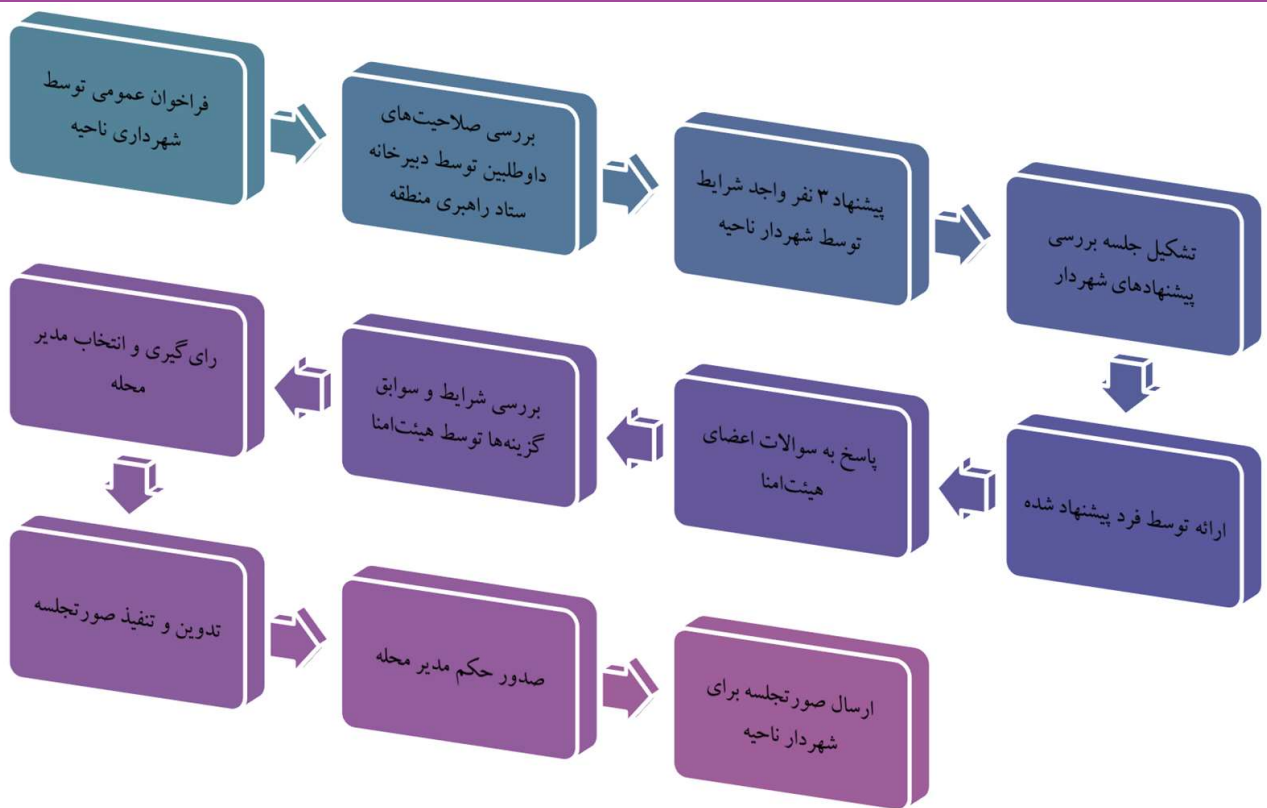 فراخوان عمومی توسط
شهرداری ناحیه
بررسی صلاحیت‌های
داوطلبین توسط دبیرخانه
ستاد راهبری منطقه
پیشنهاد ۳ نفر واجد شرایط
توسط شهردار ناحیه
تشکیل جلسه بررسی
پیشنهادهای شهردار
ارائه توسط فرد پیشنهاد شده
پاسخ به سوالات اعضای
هیئت‌امنا
بررسی شرایط و سوابق
گزینه‌ها توسط هیئت‌امنا
رای‌گیری و انتخاب مدیر
محله
تدوین و تنفیذ صورتجلسه
صدور حکم مدیر محله
ارسال صورتجلسه برای
شهردار ناحیه